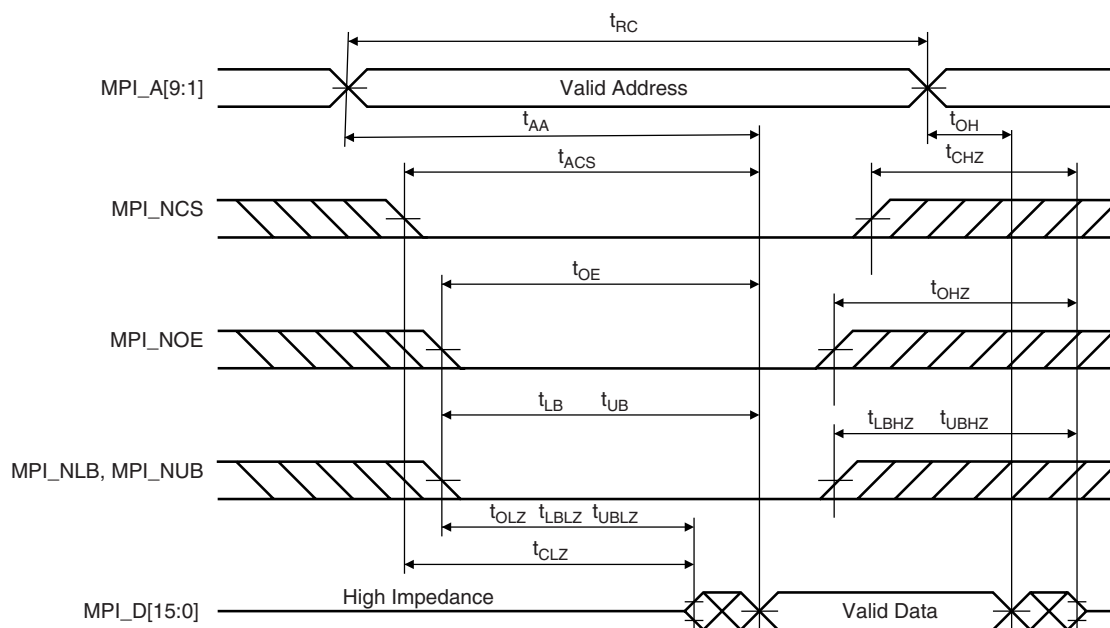 tRC
MPI_A[9:1]
Valid Address
tAA
tOH
tACS
tCHZ
MPI_NCS
tOE
tOHZ
MPI_NOE
tLB tUB
tLBHZ tUBHZ
MPI_NLB, MPI_NUB
tOLZ tLBLZ tUBLZ
tCLZ
High Impedance
MPI_D[15:0]
Valid Data